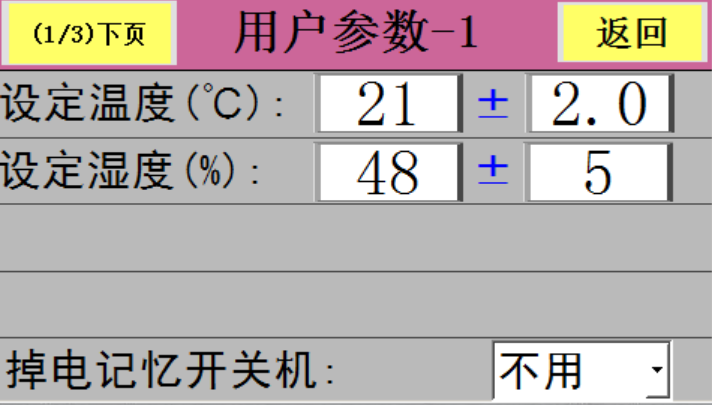 (1/3)下页 用户参数-1 返回
设定温度(℃): 21 ± 2.0
设定湿度(%): 48 ± 5
掉电记忆开关机: 不用